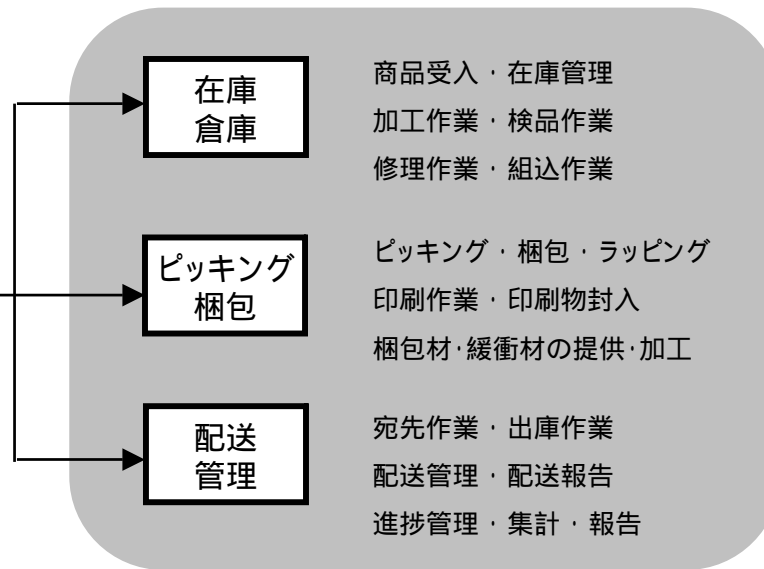 在庫
倉庫
商品受入・在庫管理
加工作業・検品作業
修理作業・組込作業
ピッキング
梱包
ピッキング・梱包・ラッピング
印刷作業・印刷物封入
梱包材・緩衝材の提供・加工
配送
管理
宛先作業・出庫作業
配送管理・配送報告
進捗管理・集計・報告